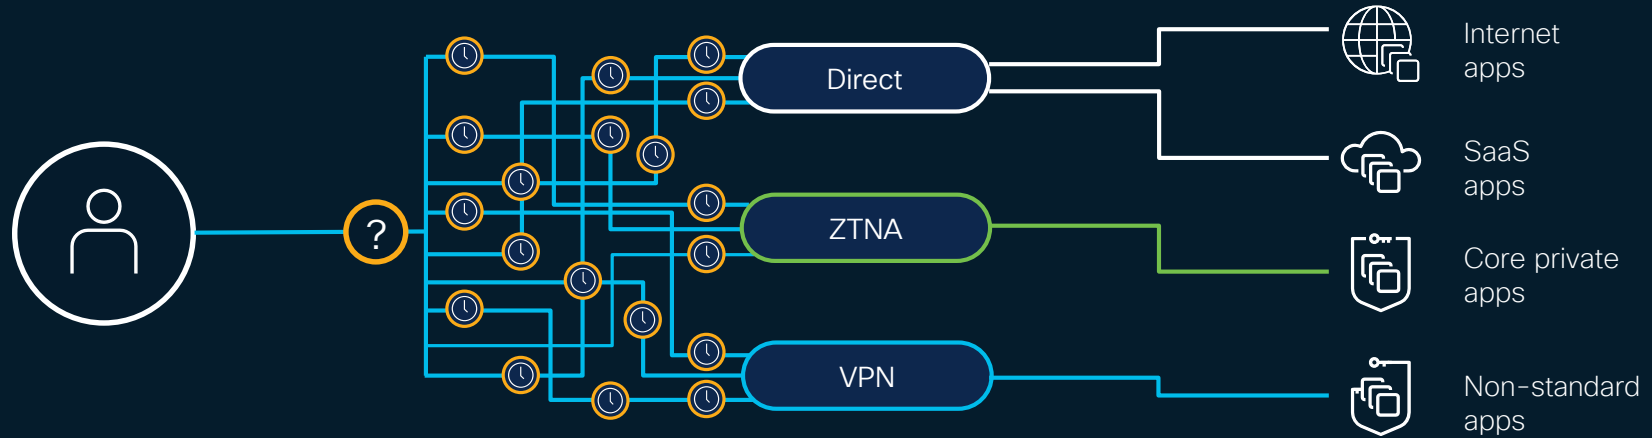 ?
Direct
ZTNA
VPN
Internet
apps
SaaS
apps
Core private
apps
Non-standard
apps